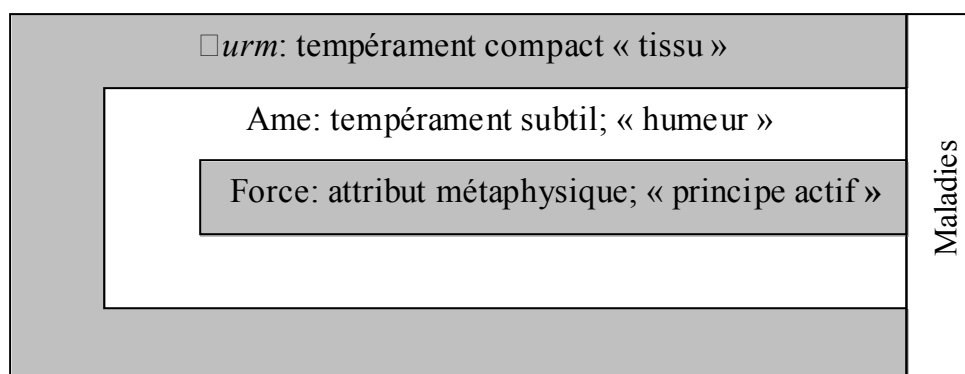 □urm: tempérament compact « tissu »
Ame: tempérament subtil; « humeur »
Force: attribut métaphysique; « principe actif »
Maladies